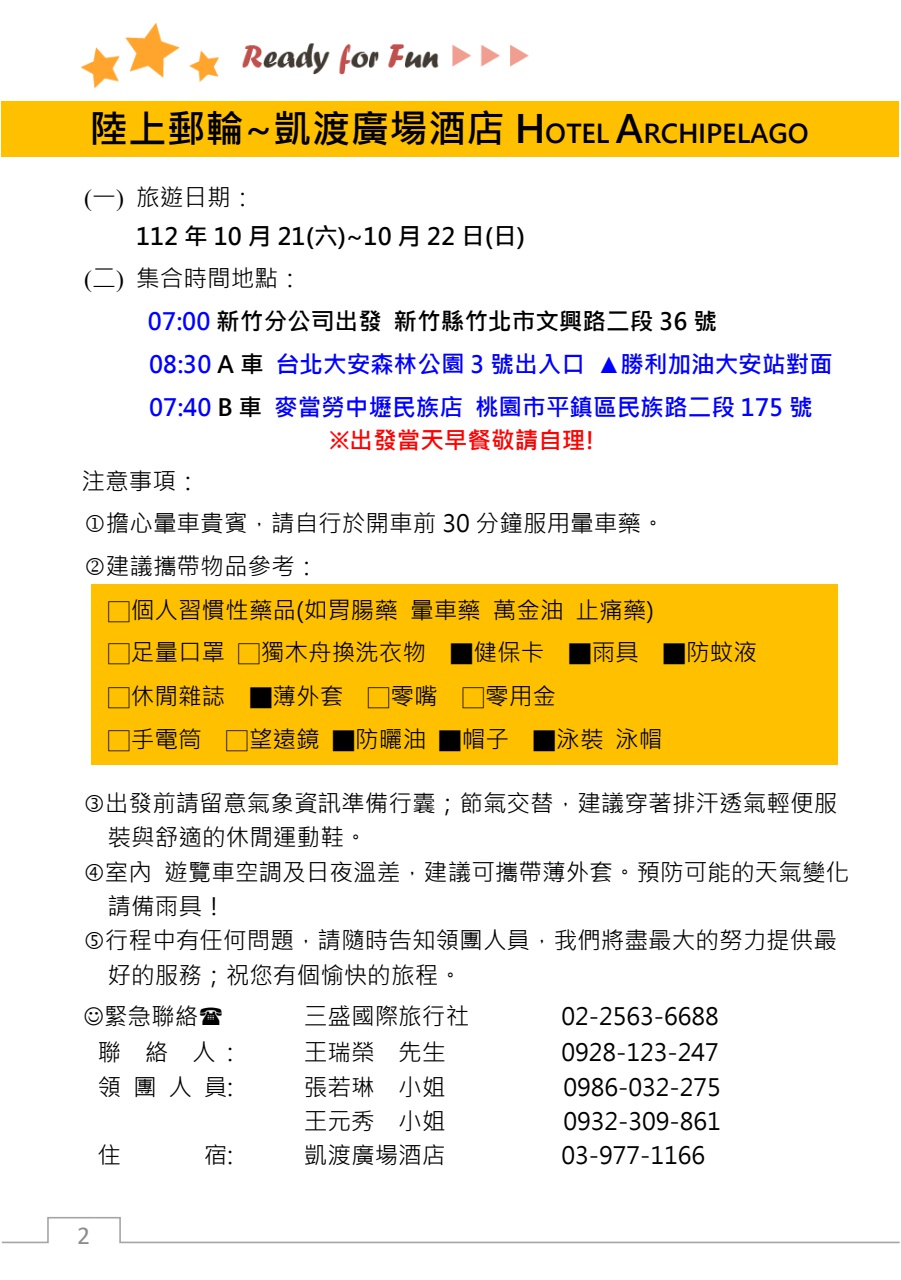 Ready for Fun
陸上郵輪~凱渡廣場酒店 HOTEL ARCHIPELAGO
(一) 旅遊日期：
112 年 10 月 21(六)~10 月 22 日(日)
(二) 集合時間地點：
07:00 新竹分公司出發 新竹縣竹北市文興路二段 36 號
08:30 A 車 台北大安森林公園 3 號出入口 ▲勝利加油大安站對面
07:40 B 車 麥當勞中壢民族店 桃園市平鎮區民族路二段 175 號
※出發當天早餐敬請自理!
注意事項：
①擔心暈車貴賓，請自行於開車前 30 分鐘服用暈車藥。
②建議攜帶物品參考：
□個人習慣性藥品(如胃腸藥 暈車藥 萬金油 止痛藥)
□足量口罩 □獨木舟換洗衣物 ■健保卡 ■雨具 ■防蚊液
□休閒雜誌 ■薄外套 □零嘴 □零用金
□手電筒 □望遠鏡 ■防曬油 ■帽子 ■泳裝 泳帽
③出發前請留意氣象資訊準備行囊；節氣交替，建議穿著排汗透氣輕便服
裝與舒適的休閒運動鞋。
④室內 遊覽車空調及日夜溫差，建議可攜帶薄外套。預防可能的天氣變化
請備雨具！
⑤行程中有任何問題，請隨時告知領團人員，我們將盡最大的努力提供最
好的服務；祝您有個愉快的旅程。
☺緊急聯絡☎ 三盛國際旅行社 02-2563-6688
聯 絡 人： 王瑞榮 先生 0928-123-247
領 團 人 員: 張若琳 小姐 0986-032-275
王元秀 小姐 0932-309-861
住 宿: 凱渡廣場酒店 03-977-1166
2